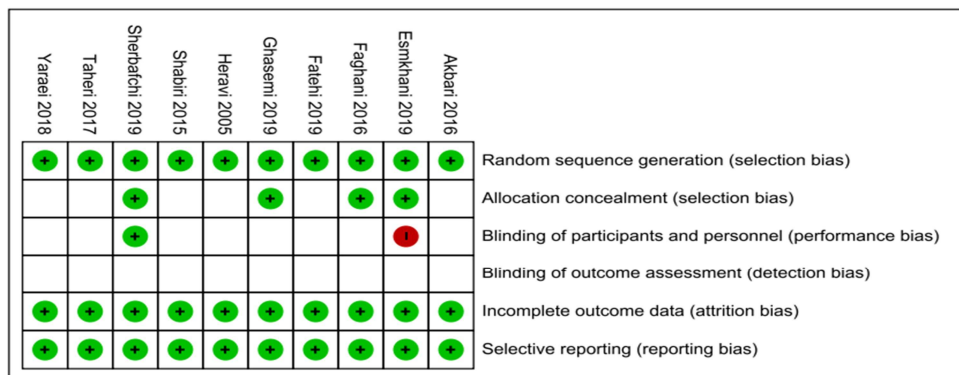 Yaraei 2018
Taheri 2017
Sherbafchi 2019
Shabiri 2015
Heravi 2005
Ghasemi 2019
Fatehi 2019
Faghani 2016
Esmkhani 2019
Akbari 2016
+ + + + + + + + + + Random sequence generation (selection bias)
+ + + + Allocation concealment (selection bias)
+ - Blinding of participants and personnel (performance bias)
Blinding of outcome assessment (detection bias)
+ + + + + + + + + + Incomplete outcome data (attrition bias)
+ + + + + + + + + + Selective reporting (reporting bias)